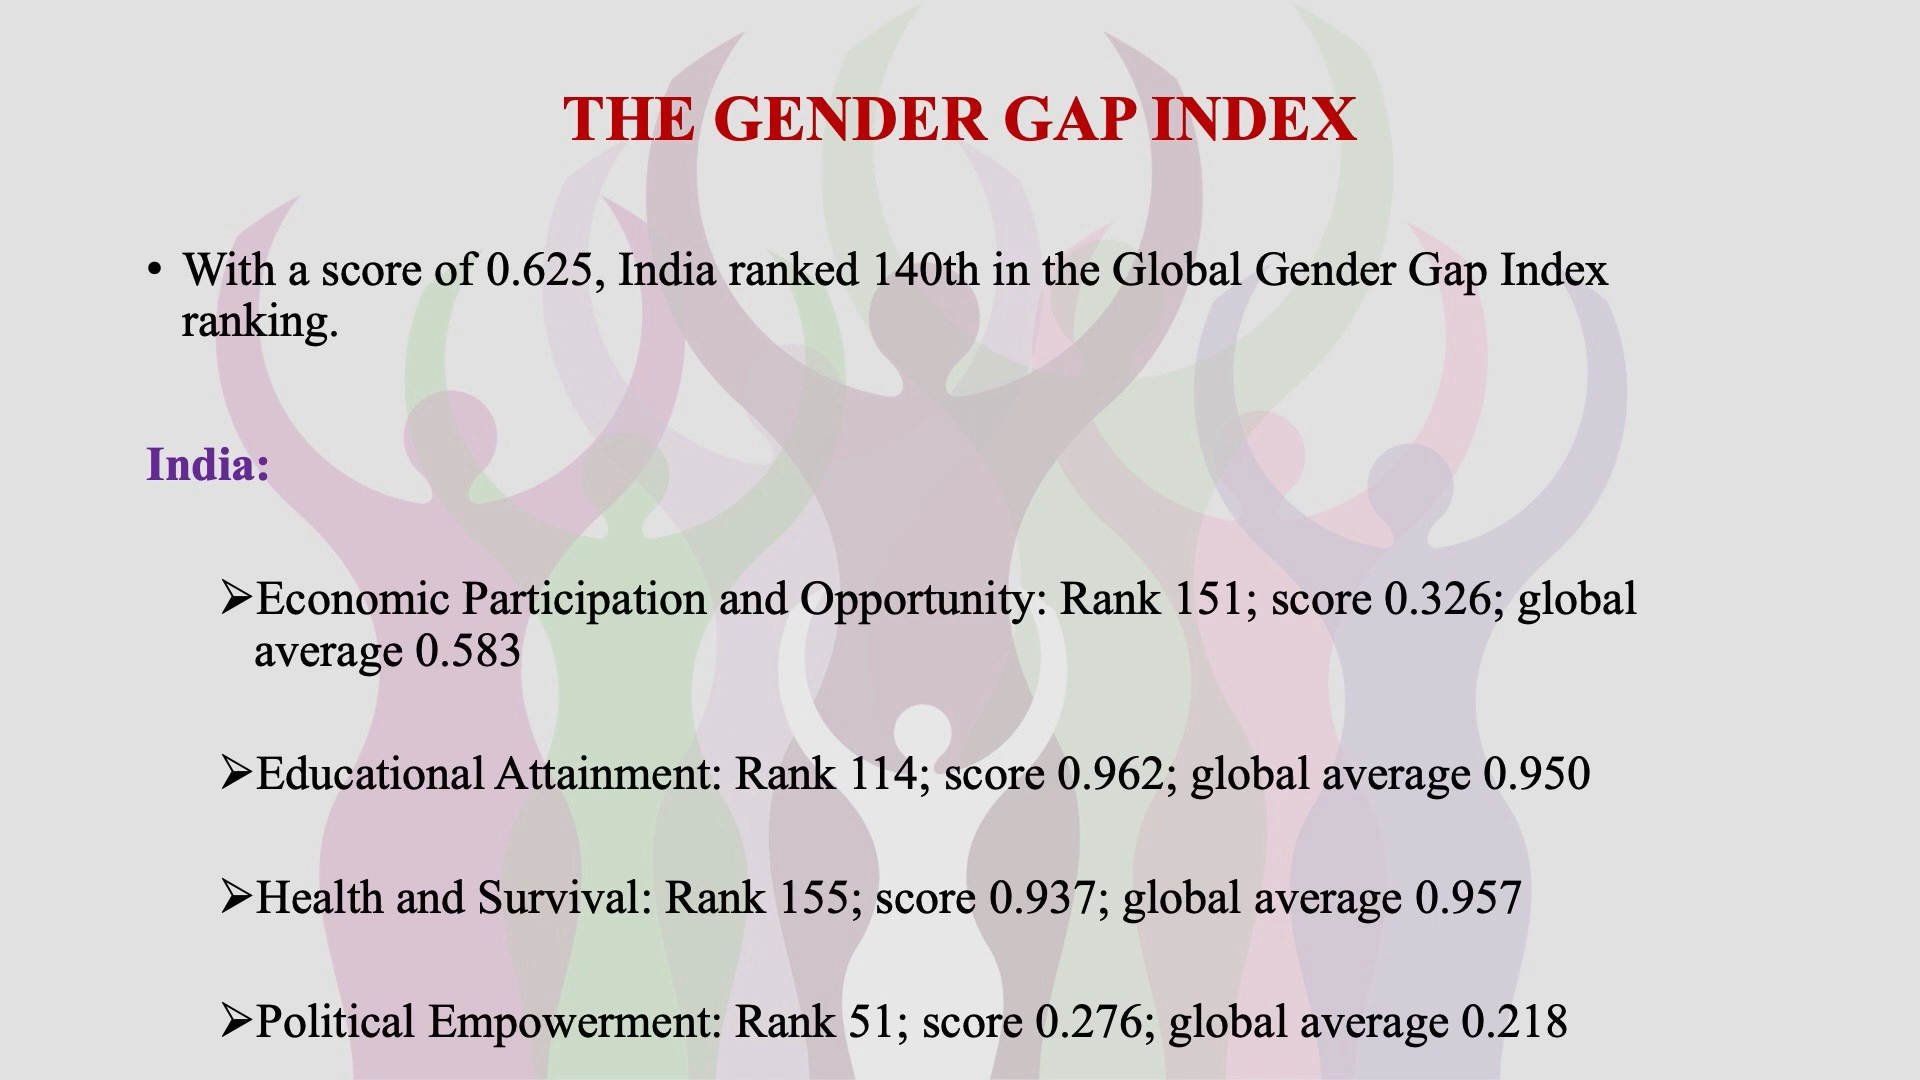 THE GENDER GAP INDEX
• With a score of 0.625, India ranked 140th in the Global Gender Gap Index
ranking.
India:
➢Economic Participation and Opportunity: Rank 151; score 0.326; global
average 0.583
➢Educational Attainment: Rank 114; score 0.962; global average 0.950
➢Health and Survival: Rank 155; score 0.937; global average 0.957
➢Political Empowerment: Rank 51; score 0.276; global average 0.218